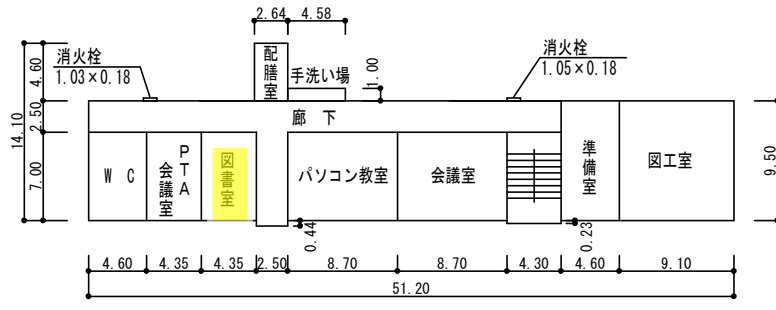 2.64 4.58
消火栓
1.03×0.18
配膳室
手洗い場
1.00
消火栓
1.05×0.18
14.10
4.60
2.50
7.00
廊 下
9.50
W C
PTA
会議室
図書室
パソコン教室
会議室
準備室
図工室
0.44
0.23
4.60 4.35 4.35 2.50 8.70 8.70 4.30 4.60 9.10
51.20